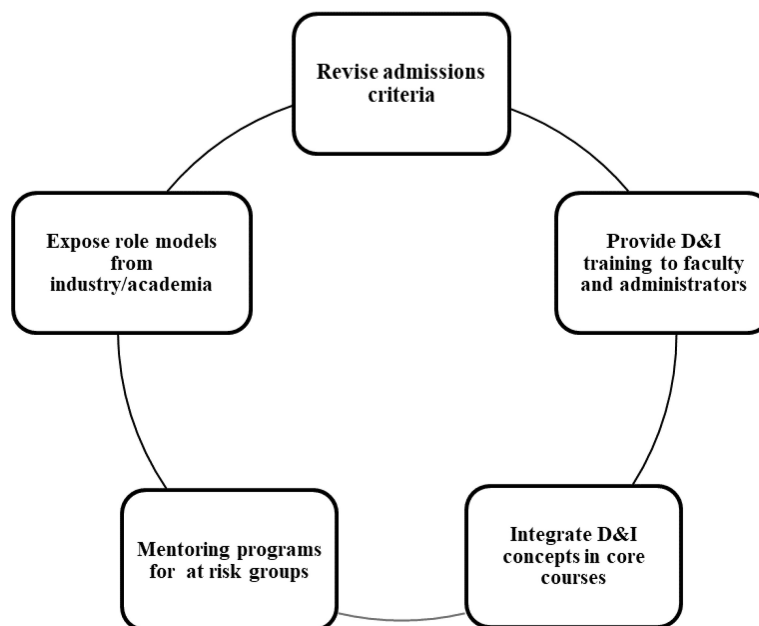 Revise admissions
criteria
Provide D&I
training to faculty
and administrators
Integrate D&I
concepts in core
courses
Mentoring programs
for at risk groups
Expose role models
from
industry/academia